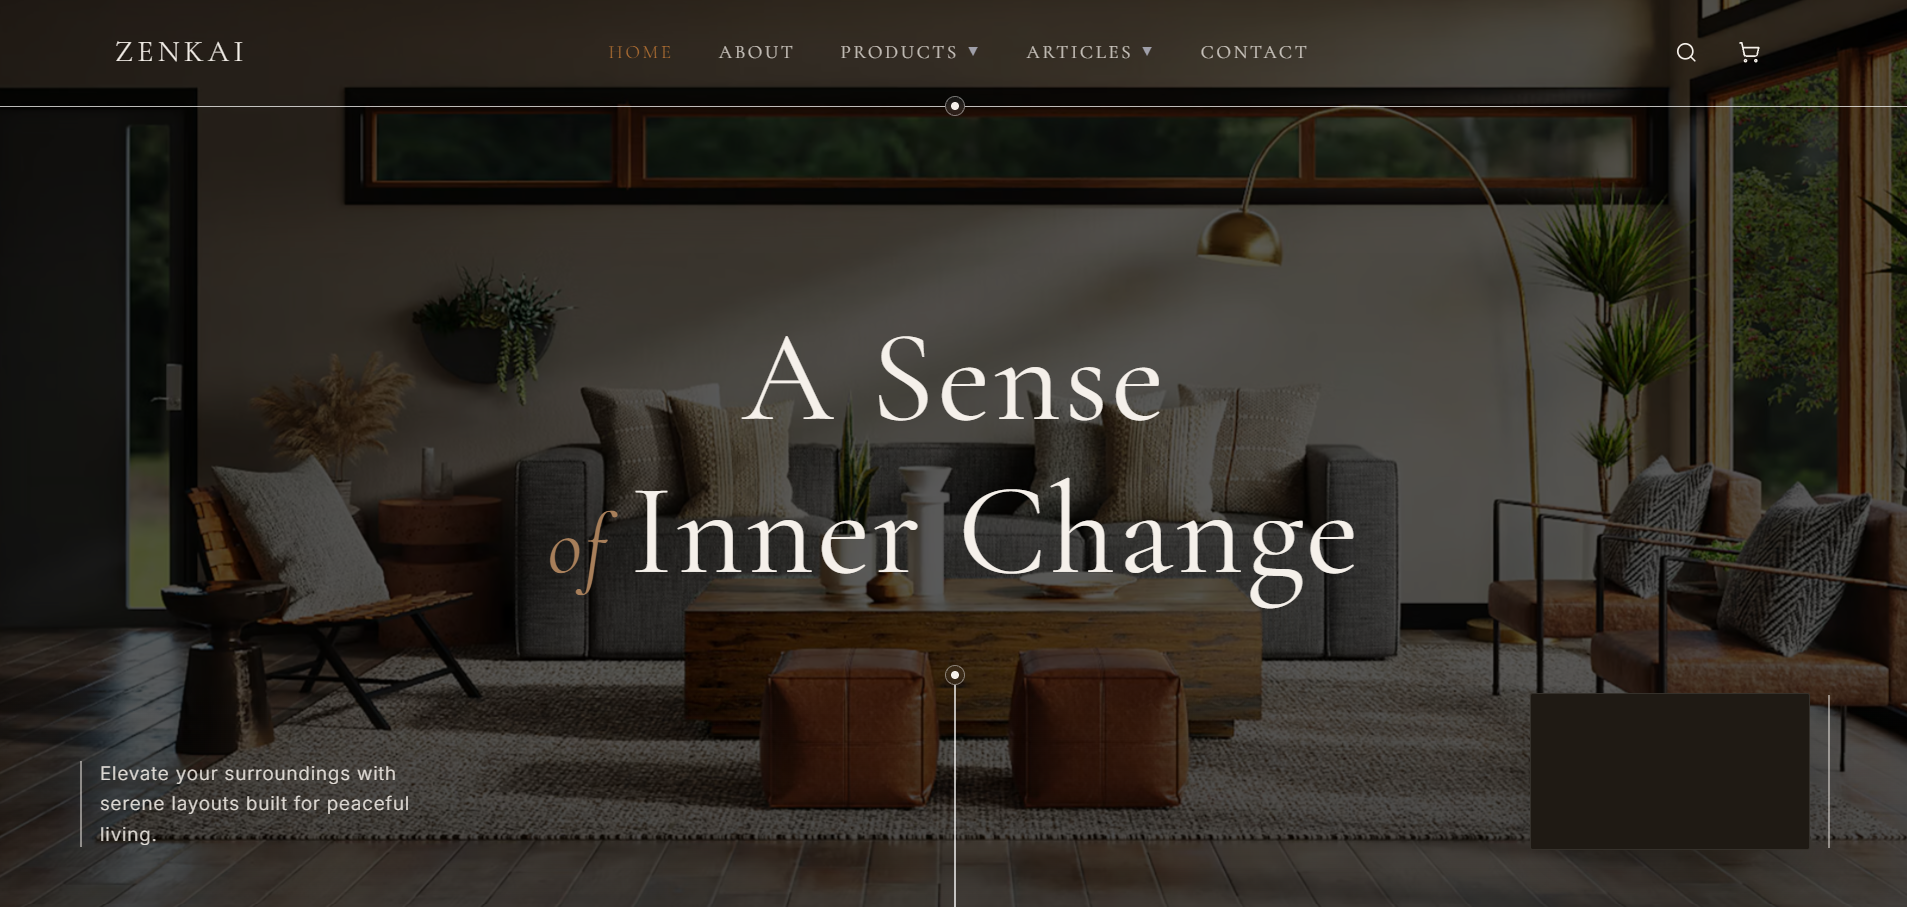 ZENKAI
HOME ABOUT PRODUCTS ▼ ARTICLES ▼ CONTACT
A Sense
of Inner Change
Elevate your surroundings with
serene layouts built for peaceful
living.